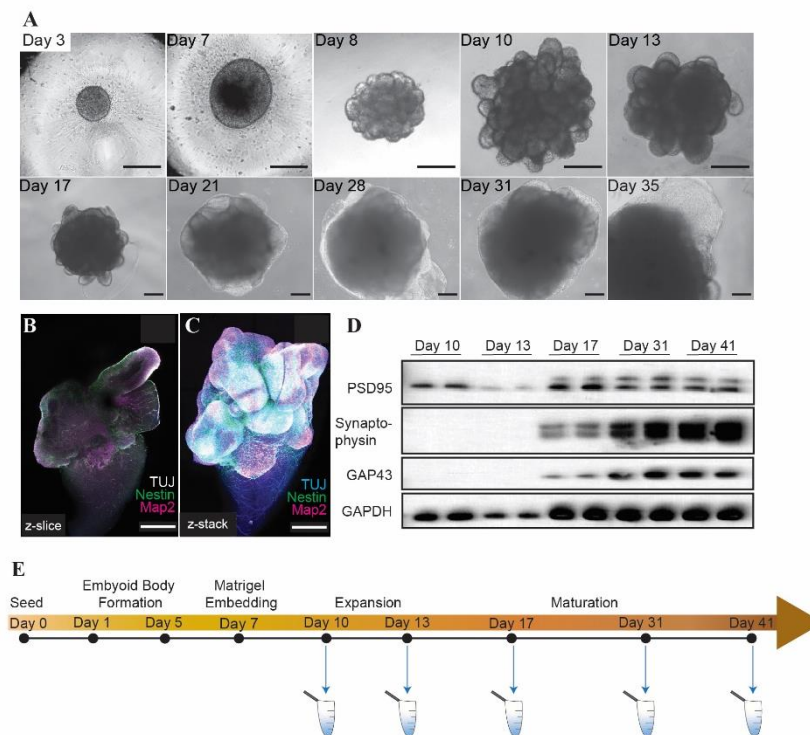 A
Day 3 Day 7 Day 8 Day 10 Day 13
Day 17 Day 21 Day 28 Day 31 Day 35
B
TUJ
Nestin
Map2
z-slice
C
TUJ
Nestin
Map2
z-stack
D
Day 10 Day 13 Day 17 Day 31 Day 41
PSD95
Synapto-
physin
GAP43
GAPDH
E
Embyoid Body Matrigel
Seed Formation Embedding Expansion Maturation
Day 0 Day 1 Day 5 Day 7 Day 10 Day 13 Day 17 Day 31 Day 41